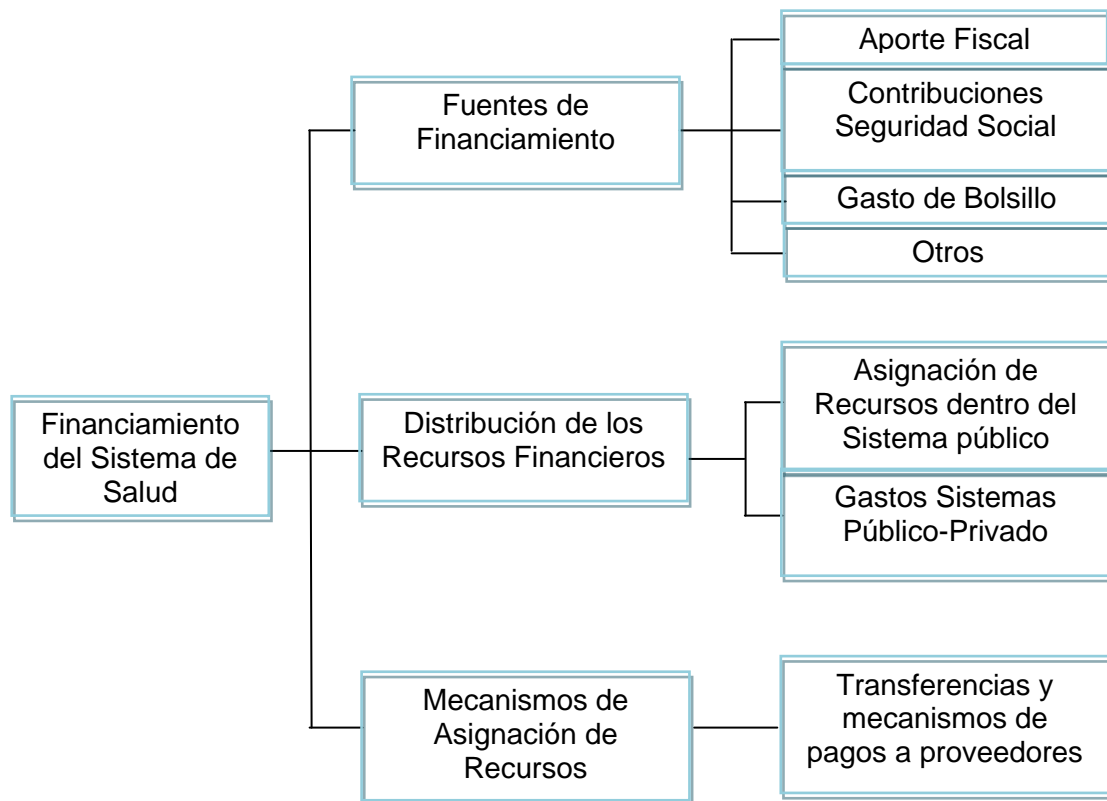 Financiamiento
del Sistema de
Salud
Fuentes de
Financiamiento
Aporte Fiscal
Contribuciones
Seguridad Social
Gasto de Bolsillo
Otros
Distribución de los
Recursos Financieros
Asignación de
Recursos dentro del
Sistema público
Gastos Sistemas
Público-Privado
Mecanismos de
Asignación de
Recursos
Transferencias y
mecanismos de
pagos a proveedores